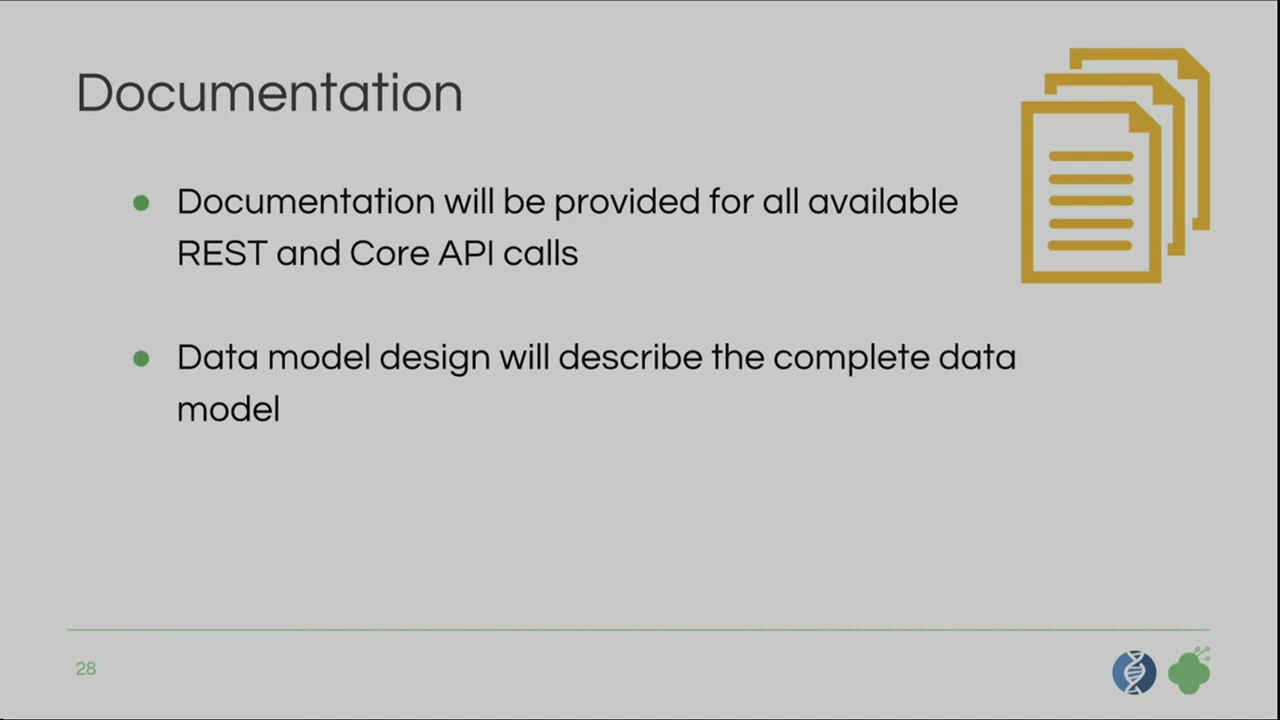 Documentation
Documentation will be provided for all available
REST and Core API calls
Data model design will describe the complete data
model
28